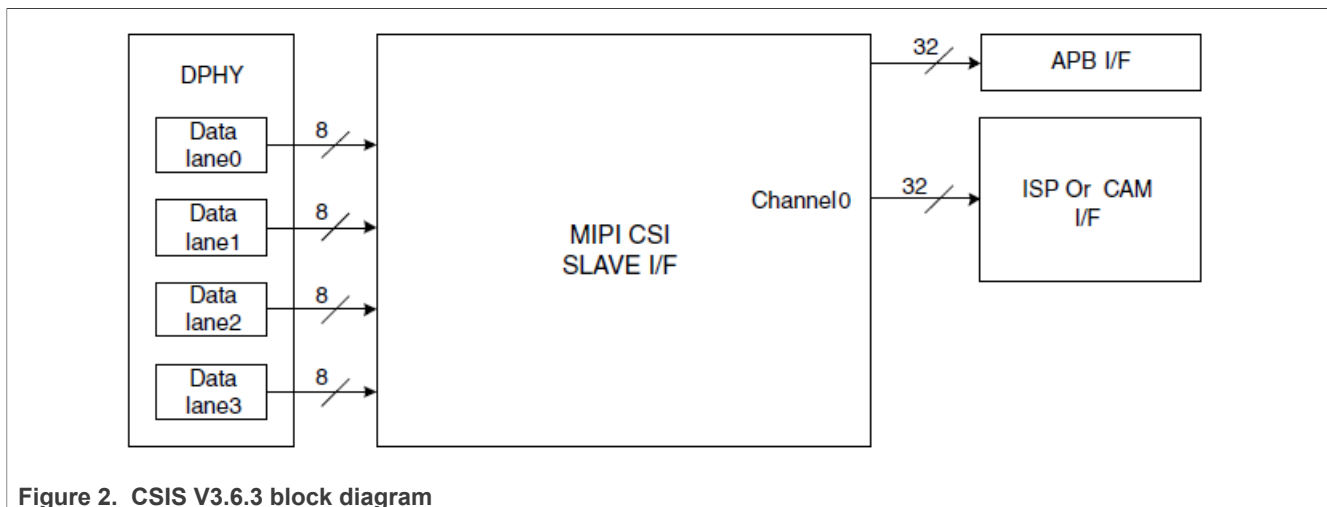 DPHY
Data
lane0
8
Data
lane1
8
Data
lane2
8
Data
lane3
8
MIPI CSI
SLAVE I/F
Channel0
32
APB I/F
32
ISP Or CAM
I/F
Figure 2. CSIS V3.6.3 block diagram